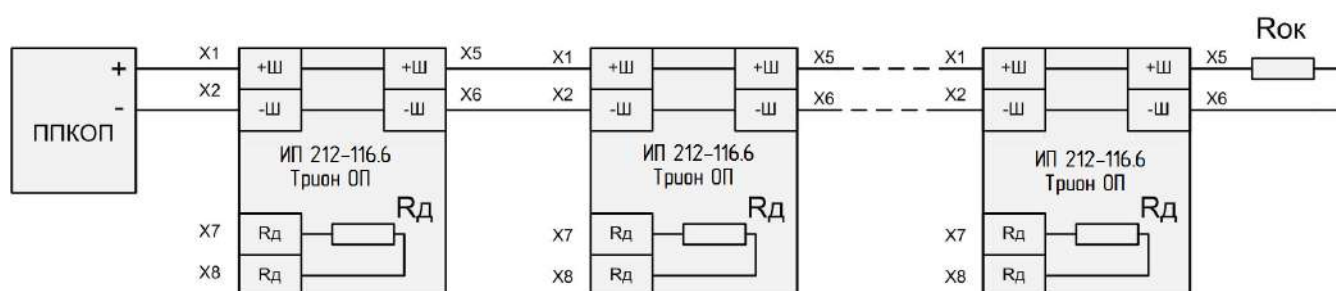 Rок
X1 X5 X1 X5 X1 X5
+ +Ш +Ш +Ш +Ш +Ш +Ш
X2 X6 X2 X6 X2 X6
- -Ш -Ш -Ш -Ш -Ш -Ш
ППКОП
ИП 212-116.6 ИП 212-116.6 ИП 212-116.6
Трион ОП Трион ОП Трион ОП
Rд Rд Rд
X7 Rд X7 Rд X7 Rд
X8 Rд X8 Rд X8 Rд